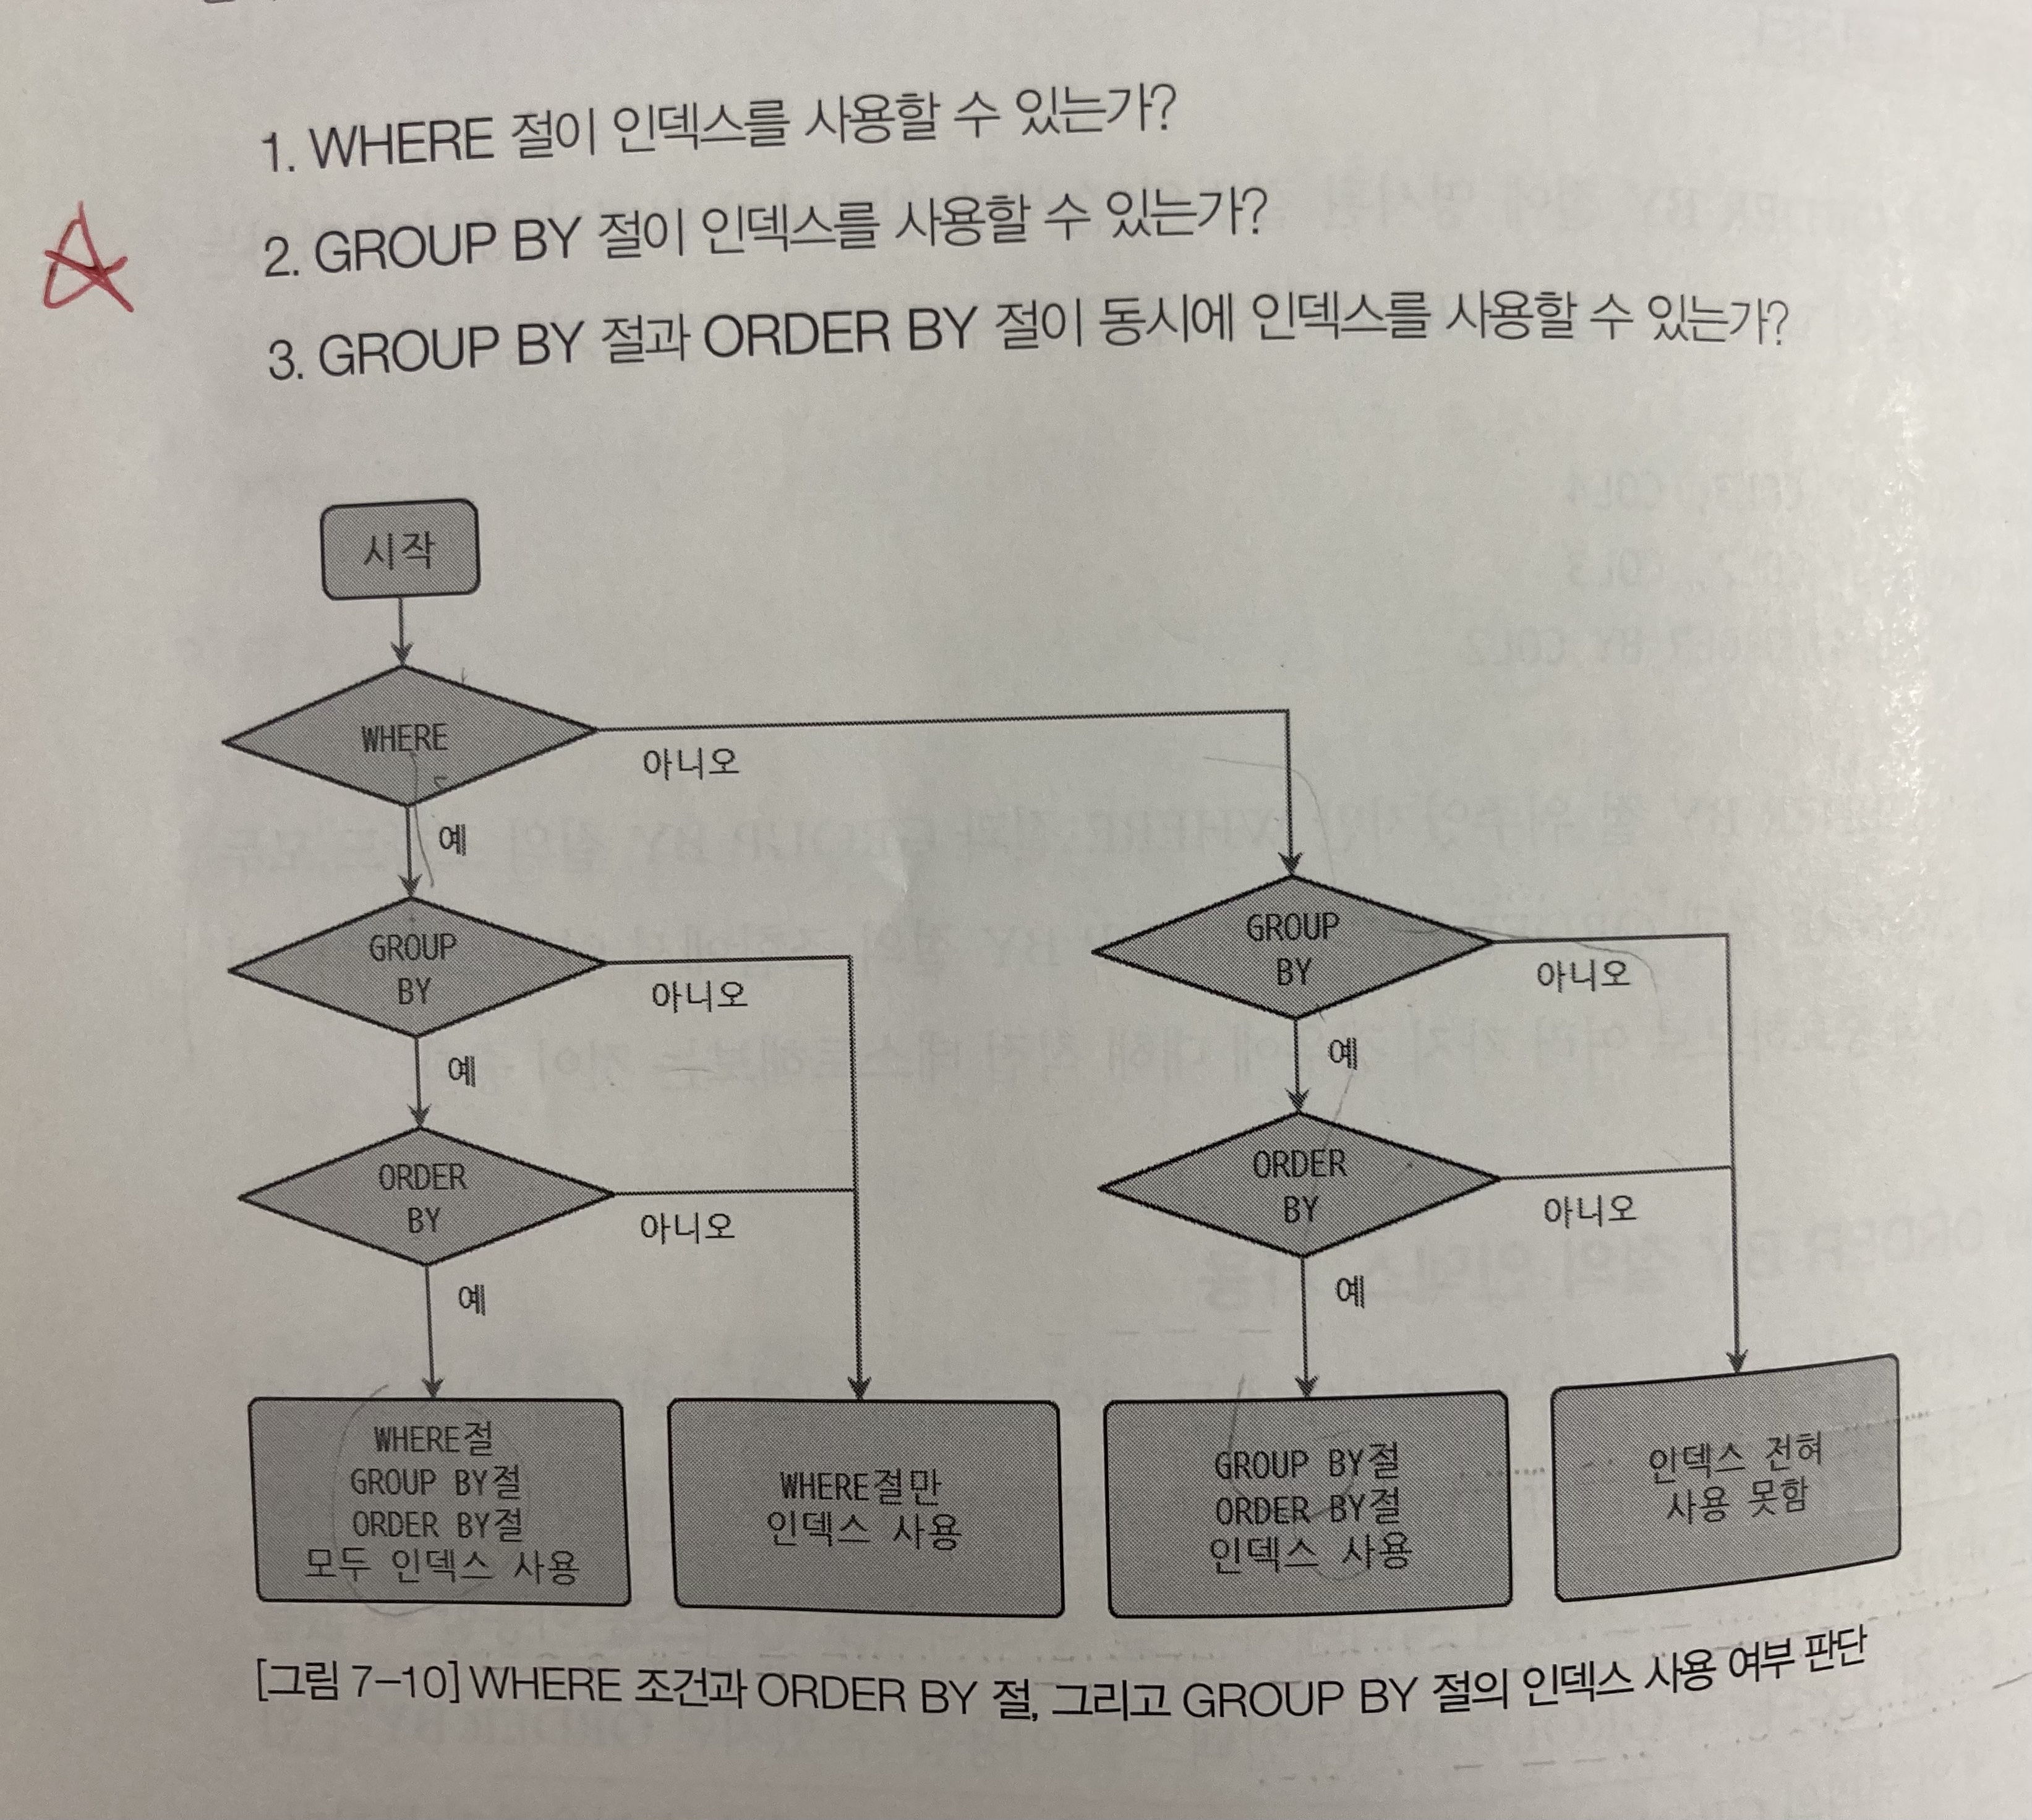 1. WHERE 절이 인덱스를 사용할 수 있는가?
2. GROUP BY 절이 인덱스를 사용할 수 있는가?
3. GROUP BY 절과 ORDER BY 절이 동시에 인덱스를 사용할 수 있는가?
시작
WHERE
아니오
예
GROUP
BY
아니오
예
GROUP
BY
아니오
예
ORDER
BY
아니오
예
ORDER
BY
아니오
예
WHERE절
GROUP BY절
ORDER BY절
모두 인덱스 사용
WHERE절만
인덱스 사용
GROUP BY절
ORDER BY절
인덱스 사용
인덱스 전혀
사용 못함
[그림 7-10] WHERE 조건과 ORDER BY 절, 그리고 GROUP BY 절의 인덱스 사용 여부 판단